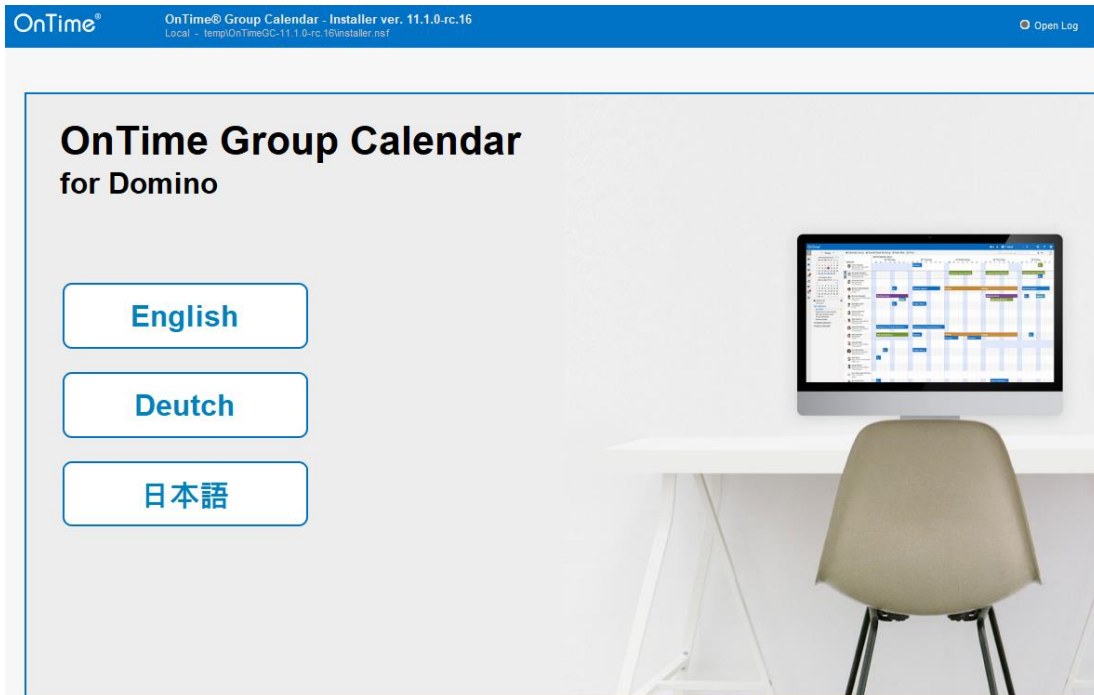 OnTime®
OnTime® Group Calendar - Installer ver. 11.1.0-rc.16
Local - temp\OnTimeGC-11.1.0-rc.16\installer.nsf
Open Log
OnTime Group Calendar
for Domino
English
Deutch
日本語